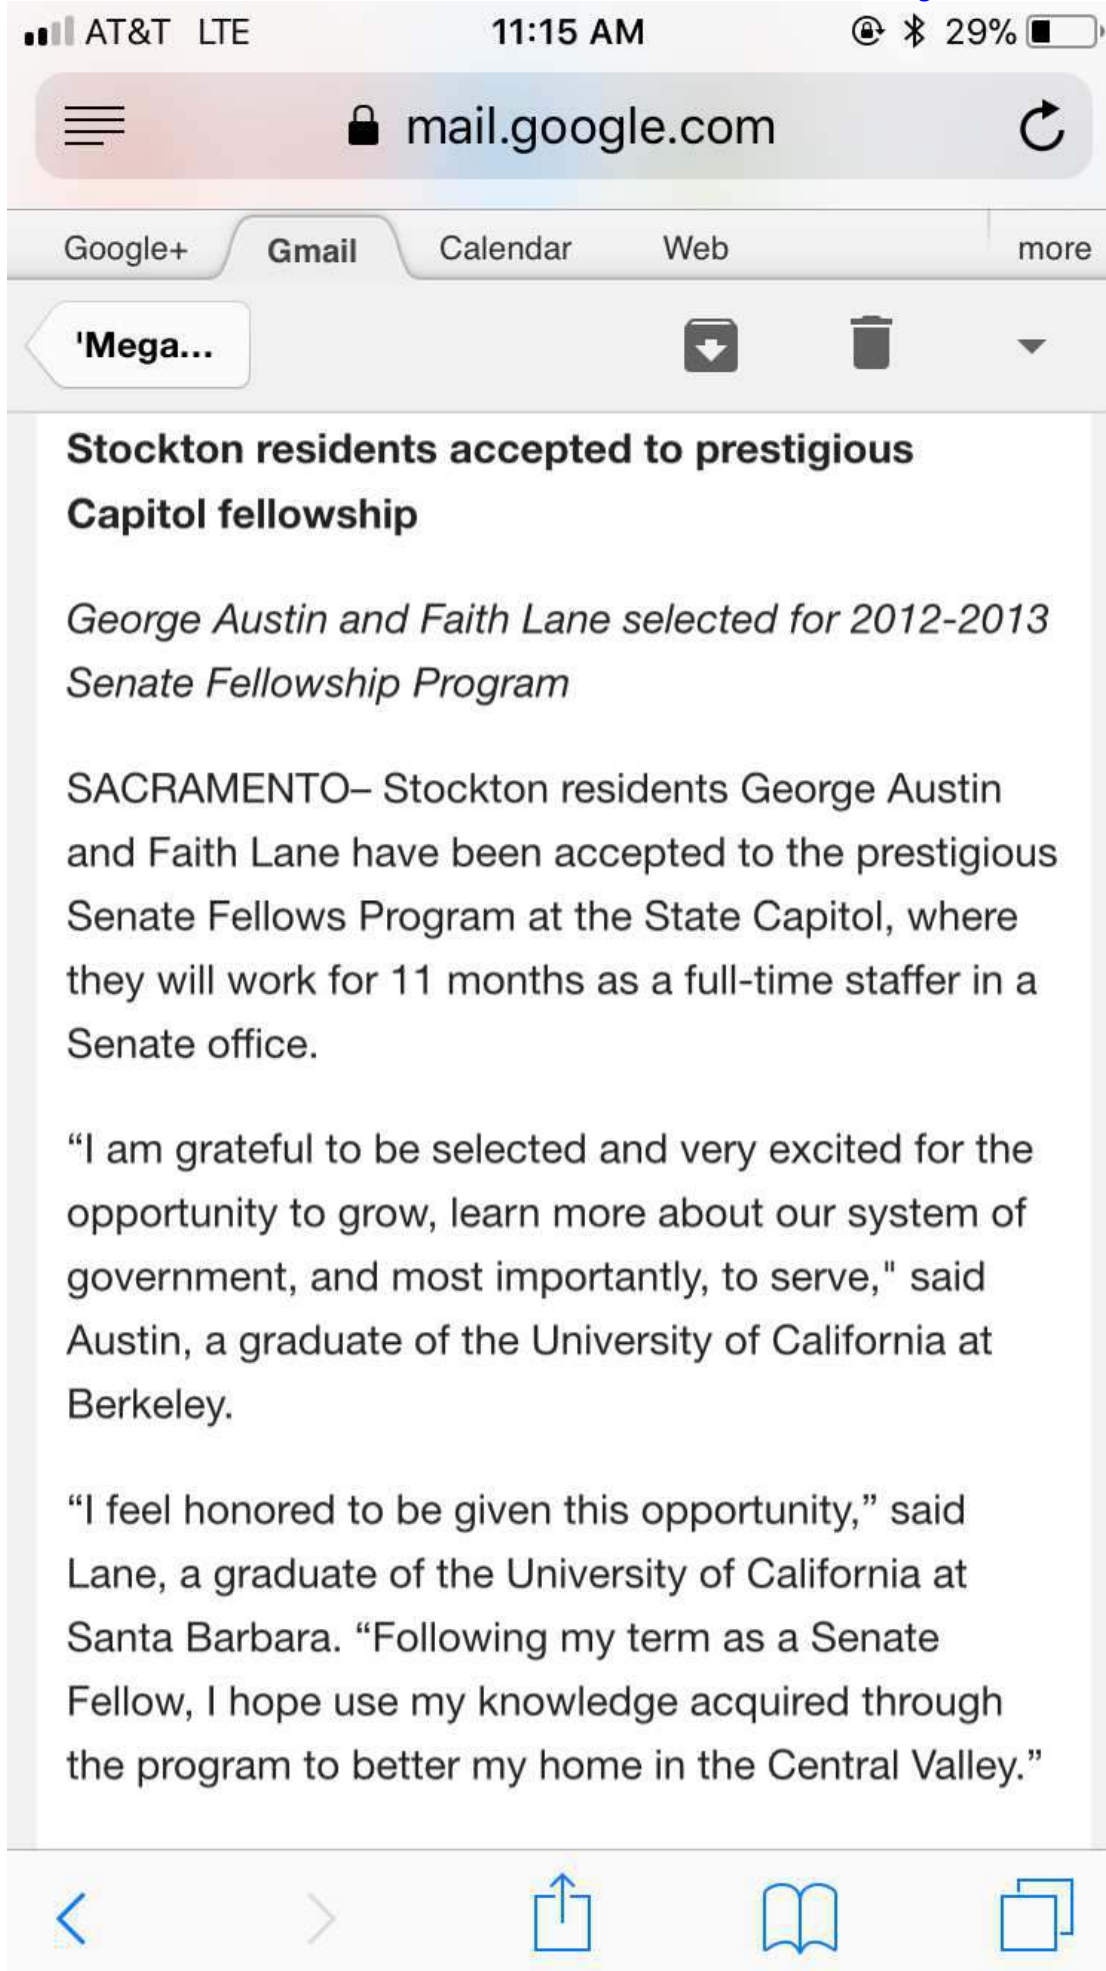 AT&T LTE 11:15 AM 29%
mail.google.com
Google+ Gmail Calendar Web more
'Mega...
Stockton residents accepted to prestigious
Capitol fellowship
George Austin and Faith Lane selected for 2012-2013
Senate Fellowship Program
SACRAMENTO– Stockton residents George Austin
and Faith Lane have been accepted to the prestigious
Senate Fellows Program at the State Capitol, where
they will work for 11 months as a full-time staffer in a
Senate office.
“I am grateful to be selected and very excited for the
opportunity to grow, learn more about our system of
government, and most importantly, to serve," said
Austin, a graduate of the University of California at
Berkeley.
“I feel honored to be given this opportunity,” said
Lane, a graduate of the University of California at
Santa Barbara. “Following my term as a Senate
Fellow, I hope use my knowledge acquired through
the program to better my home in the Central Valley.”